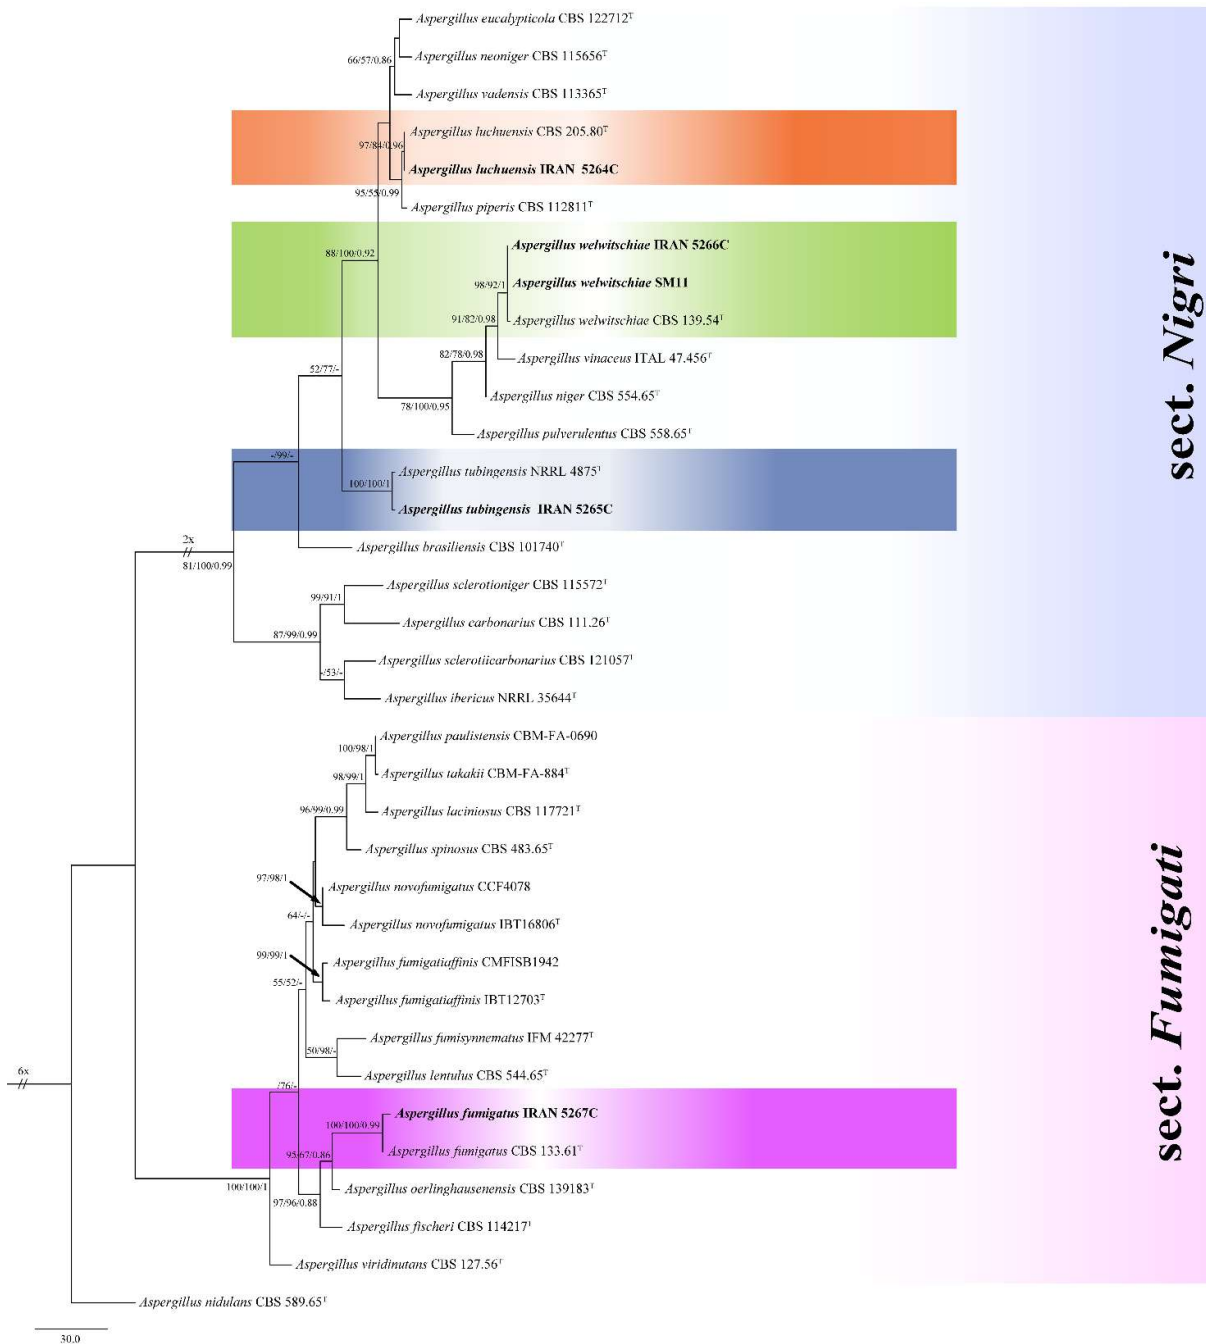 Aspergillus eucalypticola CBS 122712ᵀ
66/57/0.86
Aspergillus neoniger CBS 115656ᵀ
Aspergillus vadensis CBS 113365ᵀ
Aspergillus luchuensis CBS 205.80ᵀ
97/84/0.96
Aspergillus luchuensis IRAN 5264C
95/55/0.99
Aspergillus piperis CBS 112811ᵀ
88/100/0.92
Aspergillus welwitschiae IRAN 5266C
98/92/1
Aspergillus welwitschiae SM11
91/82/0.98
Aspergillus welwitschiae CBS 139.54ᵀ
82/78/0.98
Aspergillus vinaceus ITAL 47.456ᵀ
52/77/-
Aspergillus niger CBS 554.65ᵀ
78/100/0.95
Aspergillus pulverulentus CBS 558.65ᵀ
-/99/-
Aspergillus tubingensis NRRL 4875ᵀ
100/100/1
Aspergillus tubingensis IRAN 5265C
2x
Aspergillus brasiliensis CBS 101740ᵀ
81/100/0.99
Aspergillus sclerotioniger CBS 115572ᵀ
99/91/1
Aspergillus carbonarius CBS 111.26ᵀ
87/99/0.99
Aspergillus sclerotiicarbonarius CBS 121057ᵀ
-/53/-
Aspergillus ibericus NRRL 35644ᵀ
sect. Nigri
Aspergillus paulistensis CBM-FA-0690
100/98/1
Aspergillus takakii CBM-FA-884ᵀ
98/99/1
Aspergillus laciniosus CBS 117721ᵀ
96/99/0.99
Aspergillus spinosus CBS 483.65ᵀ
97/98/1
Aspergillus novofumigatus CCF4078
64/-/-
Aspergillus novofumigatus IBT16806ᵀ
99/99/1
Aspergillus fumigatiaffinis CMFISB1942
55/52/-
Aspergillus fumigatiaffinis IBT12703ᵀ
Aspergillus fumisynnematus IFM 42277ᵀ
50/98/-
Aspergillus lentulus CBS 544.65ᵀ
6x
/76/-
Aspergillus fumigatus IRAN 5267C
100/100/0.99
Aspergillus fumigatus CBS 133.61ᵀ
95/67/0.86
Aspergillus oerlinghausenensis CBS 139183ᵀ
100/100/1
97/96/0.88
Aspergillus fischeri CBS 114217ᵀ
Aspergillus viridinutans CBS 127.56ᵀ
sect. Fumigati
Aspergillus nidulans CBS 589.65ᵀ
30.0